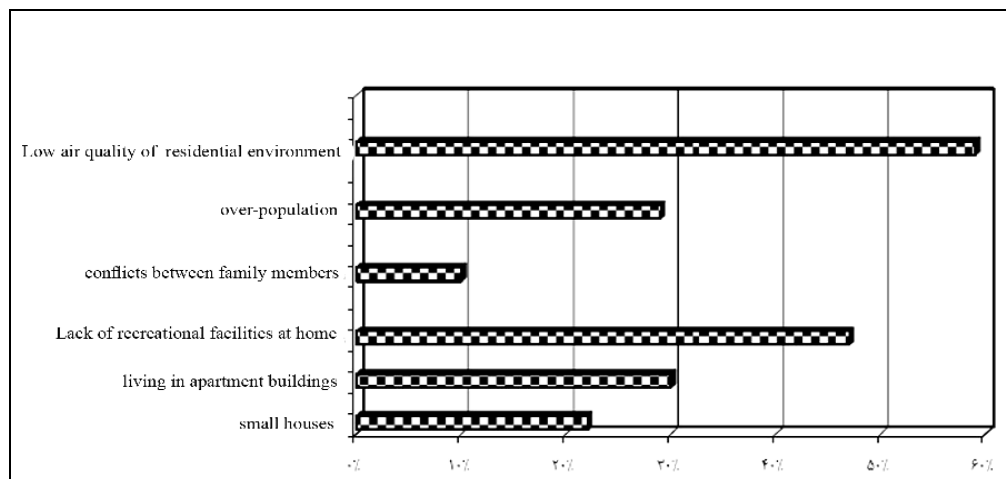 Low air quality of residential environment
over-population
conflicts between family members
Lack of recreational facilities at home
living in apartment buildings
small houses
۰٪ ۱۰٪ ۲۰٪ ۳۰٪ ۴۰٪ ۵۰٪ ۶۰٪